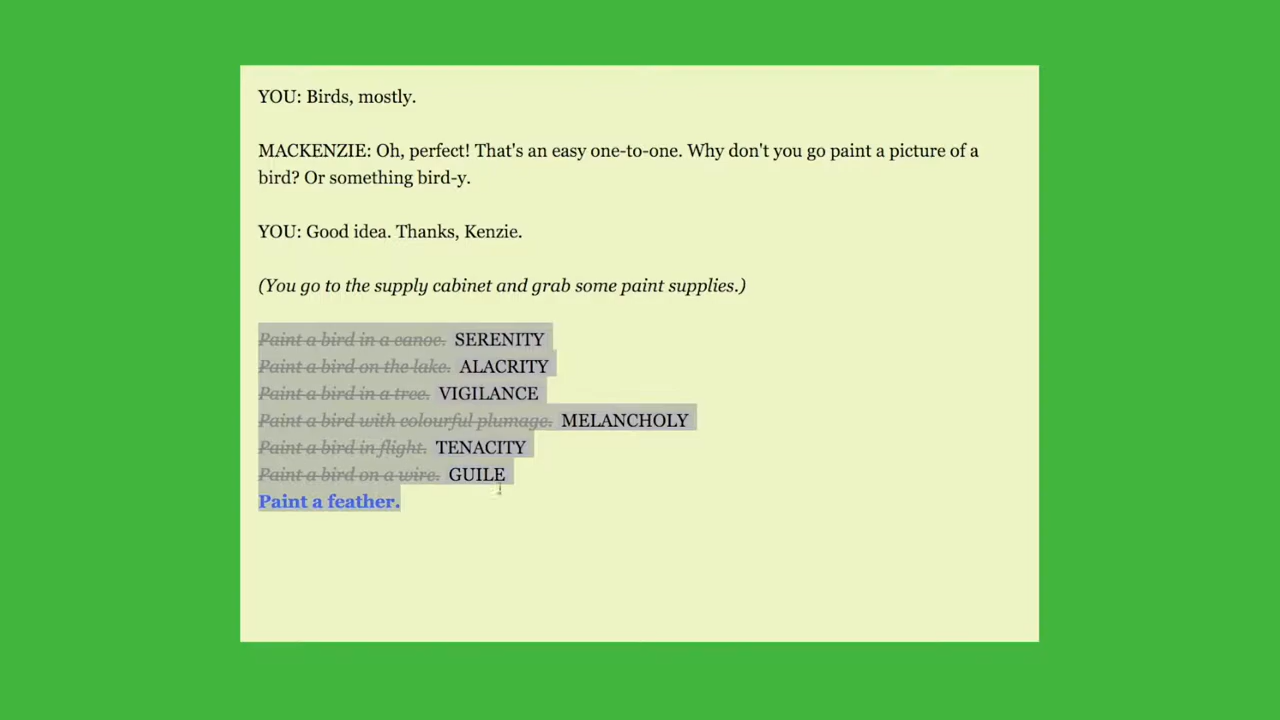 YOU: Birds, mostly.
MACKENZIE: Oh, perfect! That's an easy one-to-one. Why don't you go paint a picture of a
bird? Or something bird-y.
YOU: Good idea. Thanks, Kenzie.
(You go to the supply cabinet and grab some paint supplies.)
Paint a bird in a canoe. SERENITY
Paint a bird on the lake. ALACRITY
Paint a bird in a tree. VIGILANCE
Paint a bird with colourful plumage. MELANCHOLY
Paint a bird in flight. TENACITY
Paint a bird on a wire. GUILE
Paint a feather.